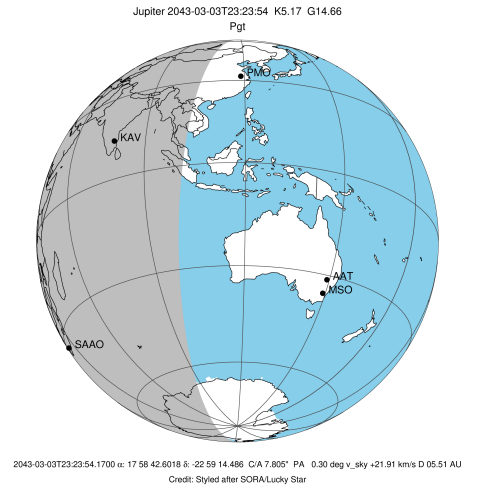 Jupiter 2043-03-03T23:23:54 K5.17 G14.66
Pgt
PMO
KAV
AAT
MSO
SAAO
2043-03-03T23:23:54.1700 α: 17 58 42.6018 δ: -22 59 14.486 C/A 7.805" PA 0.30 deg v_sky +21.91 km/s D 05.51 AU
Credit: Styled after SORA/Lucky Star